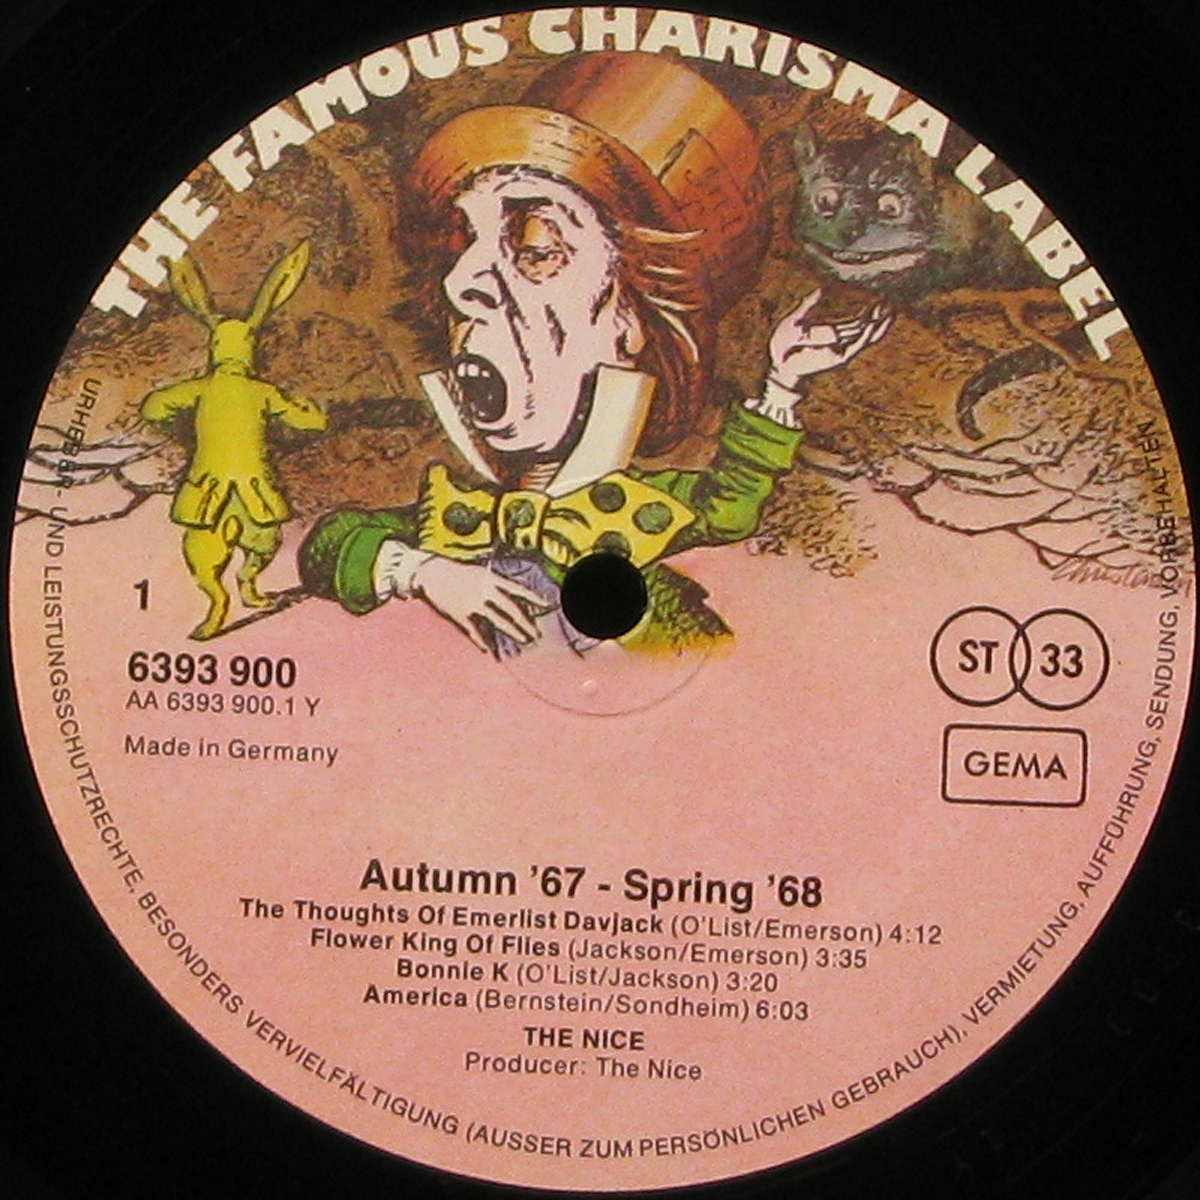 THE FAMOUS CHARISMA LABEL
1
6393 900
AA 6393 900.1 Y
Made in Germany
ST 33
GEMA
Autumn '67 - Spring '68
The Thoughts Of Emerlist Davjack (O'List/Emerson) 4:12
Flower King Of Flies (Jackson/Emerson) 3:35
Bonnie K (O'List/Jackson) 3:20
America (Bernstein/Sondheim) 6:03
THE NICE
Producer: The Nice
URHEBER- UND LEISTUNGSSCHUTZRECHTE, BESONDERS VERVIELFÄLTIGUNG (AUSSER ZUM PERSÖNLICHEN GEBRAUCH), VERMIETUNG, AUFFÜHRUNG, SENDUNG, VORBEHALTEN